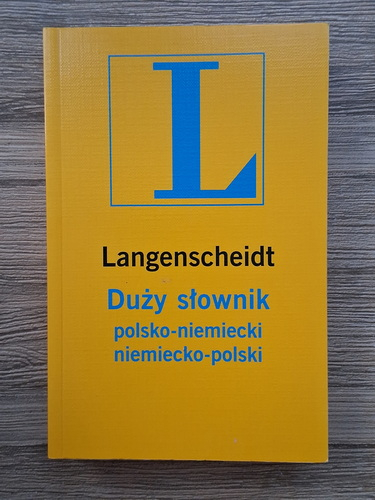 L
Langenscheidt
Duży słownik
polsko-niemiecki
niemiecko-polski